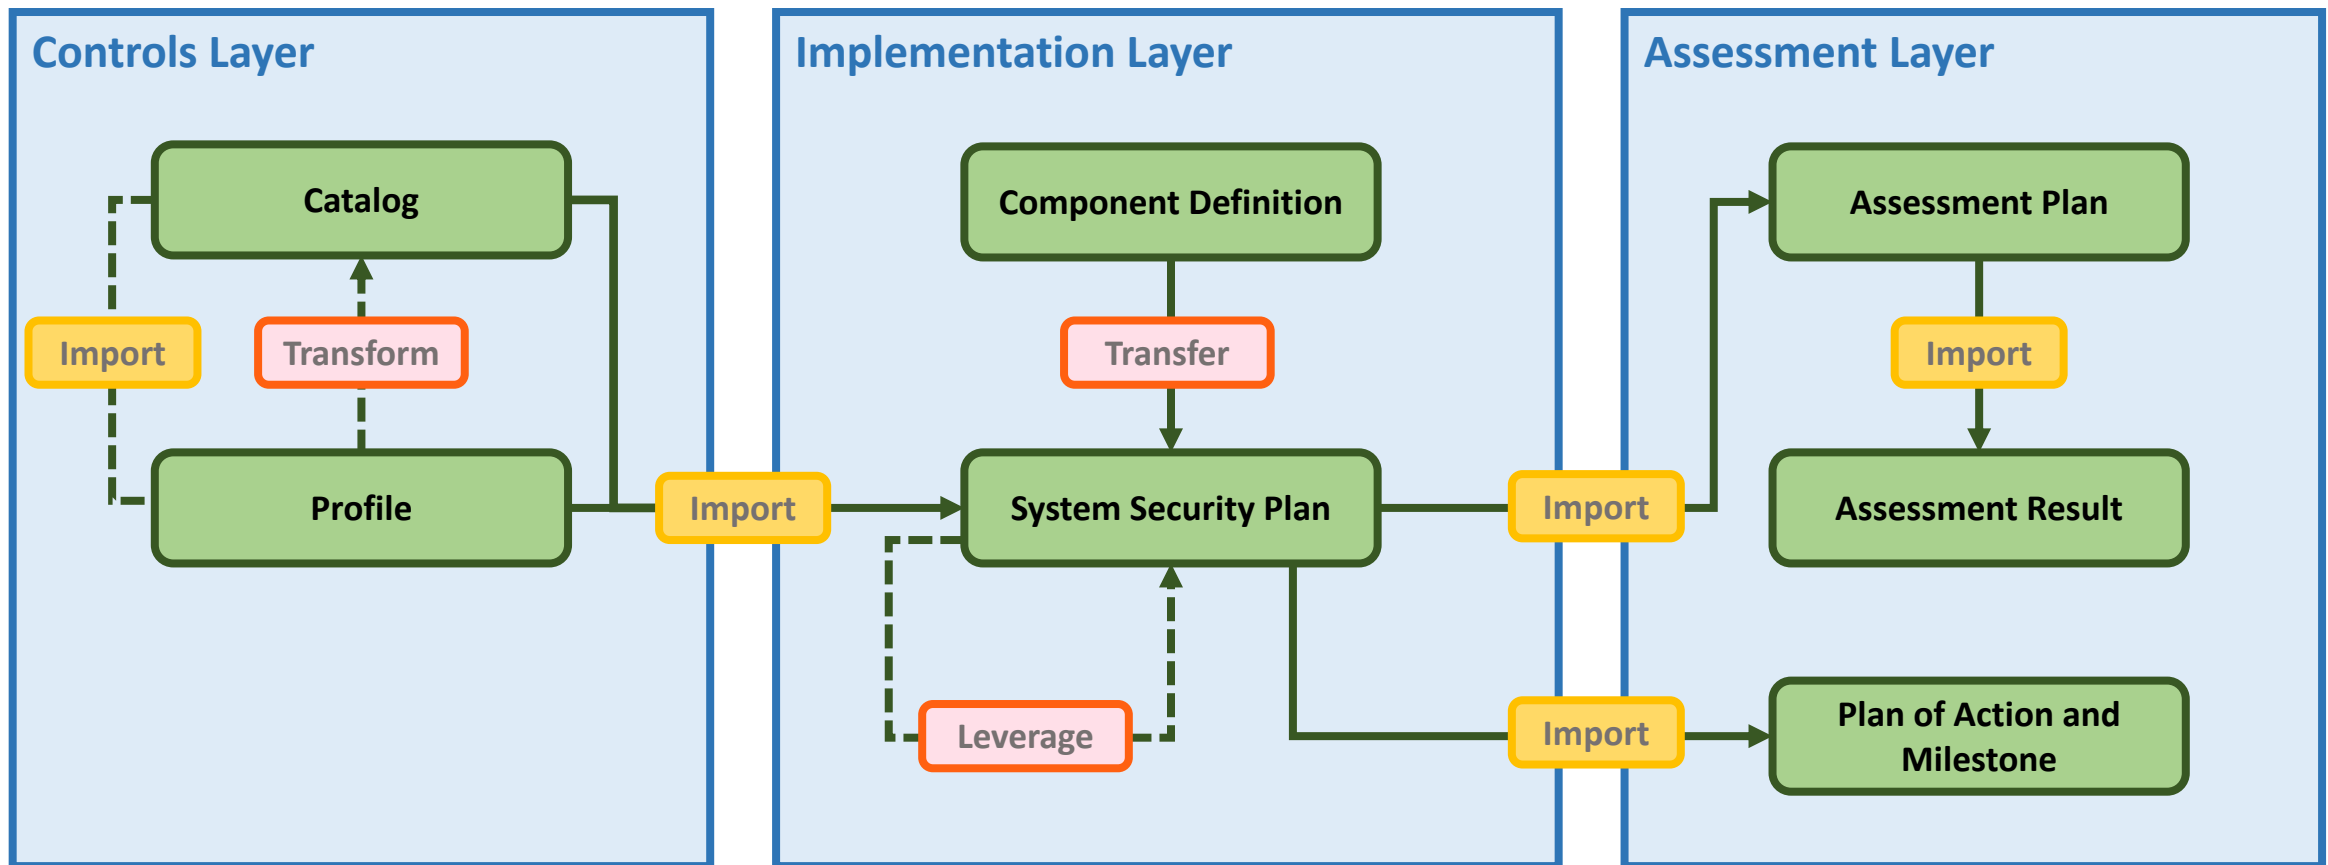 Controls Layer
Catalog
Import
Transform
Profile
Import
Implementation Layer
Component Definition
Transfer
System Security Plan
Leverage
Import
Import
Assessment Layer
Assessment Plan
Import
Assessment Result
Plan of Action and
Milestone